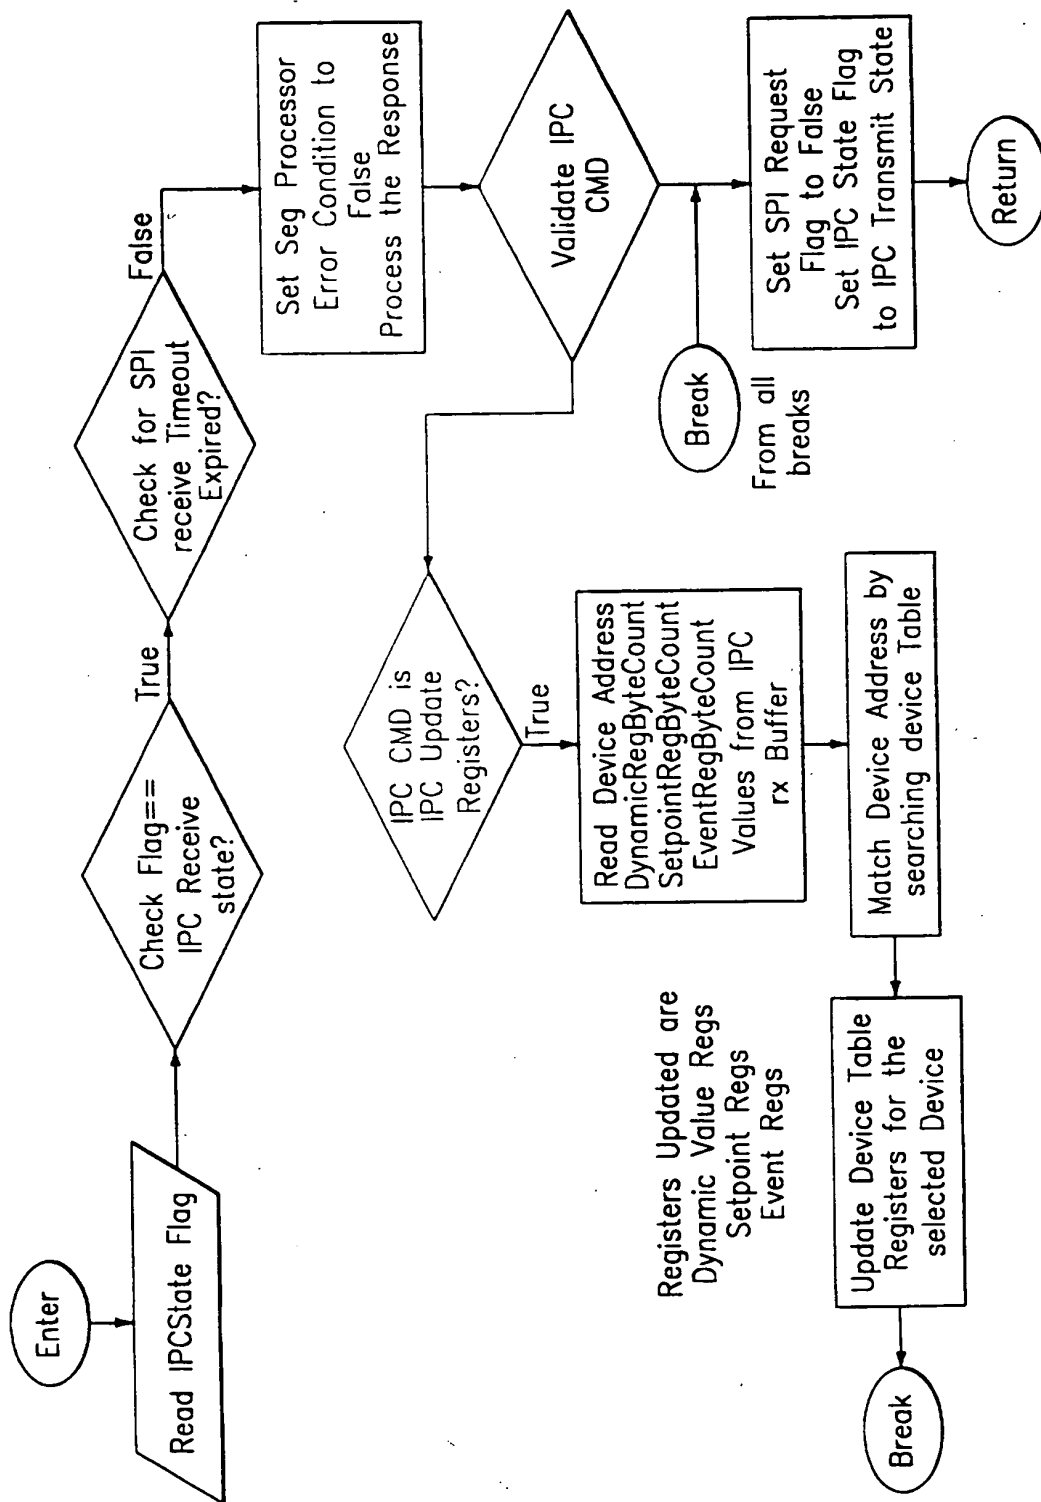 Enter
Read IPCState Flag
Check Flag==
IPC Receive
state?
True
Check for SPI
receive Timeout
Expired?
False
Set Seg Processor
Error Condition to
False
Process the Response
Validate IPC
CMD
IPC CMD is
IPC Update
Registers?
True
Read Device Address
DynamicRegByteCount
SetpointRegByteCount
EventRegByteCount
Values from IPC
rx Buffer
Match Device Address by
searching device Table
Registers Updated are
Dynamic Value Regs
Setpoint Regs
Event Regs
Update Device Table
Registers for the
selected Device
Break
Break
From all
breaks
Set SPI Request
Flag to False
Set IPC State Flag
to IPC Transmit State
Return